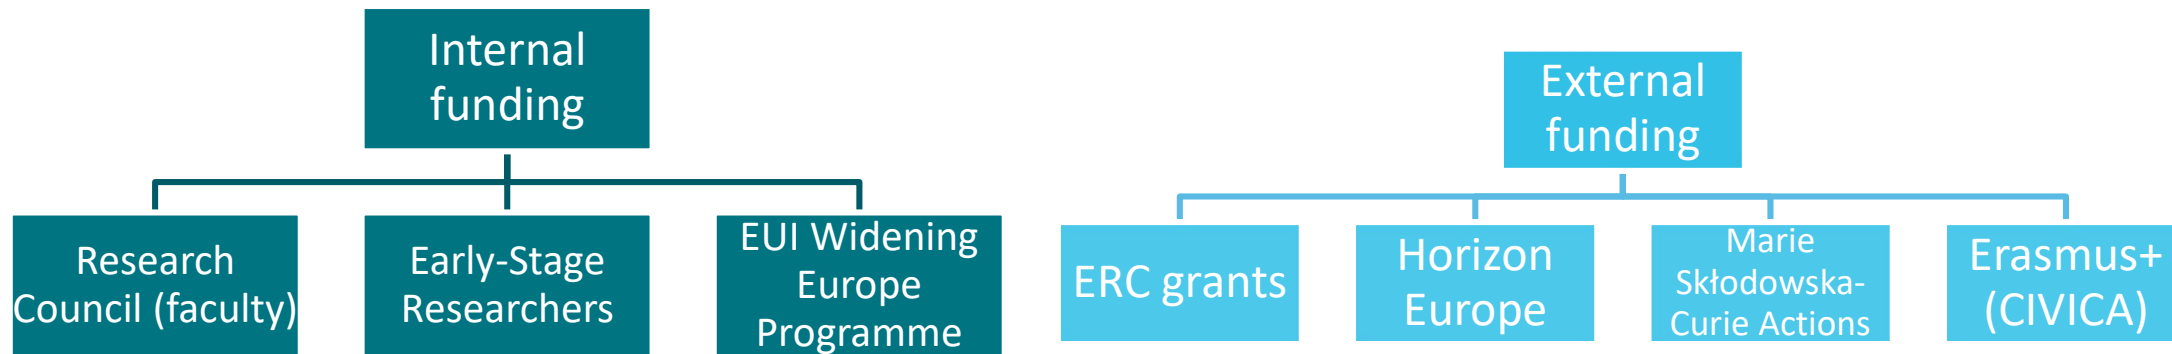 Internal
funding
Research
Council (faculty)
Early-Stage
Researchers
EUI Widening
Europe
Programme
External
funding
ERC grants
Horizon
Europe
Marie
Skłodowska-
Curie Actions
Erasmus+
(CIVICA)